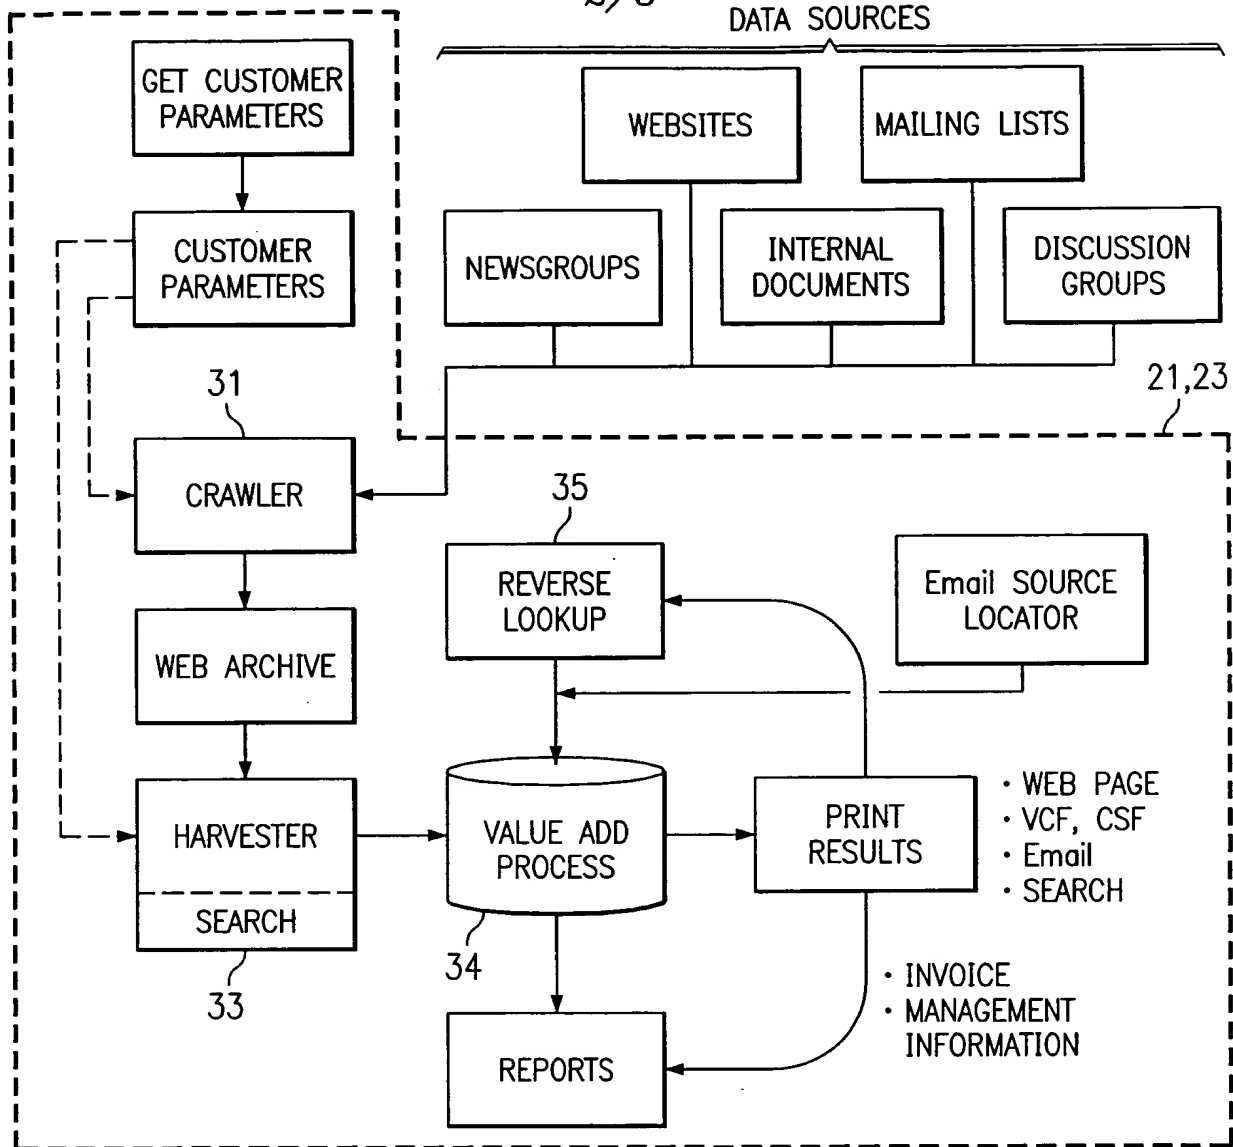 2/6
DATA SOURCES
GET CUSTOMER
PARAMETERS
WEBSITES
MAILING LISTS
CUSTOMER
PARAMETERS
NEWSGROUPS
INTERNAL
DOCUMENTS
DISCUSSION
GROUPS
21,23
31
CRAWLER
35
REVERSE
LOOKUP
Email SOURCE
LOCATOR
WEB ARCHIVE
HARVESTER
SEARCH
33
VALUE ADD
PROCESS
34
PRINT
RESULTS
· WEB PAGE
· VCF, CSF
· Email
· SEARCH
· INVOICE
· MANAGEMENT
INFORMATION
REPORTS